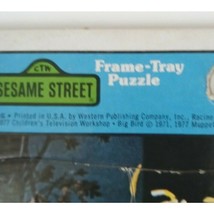 CTW
SESAME STREET
Frame-Tray
Puzzle
Printed in U.S.A. by Western Publishing Company, Inc., Racine
1977 Children's Television Workshop • Big Bird © 1971, 1977 Muppets